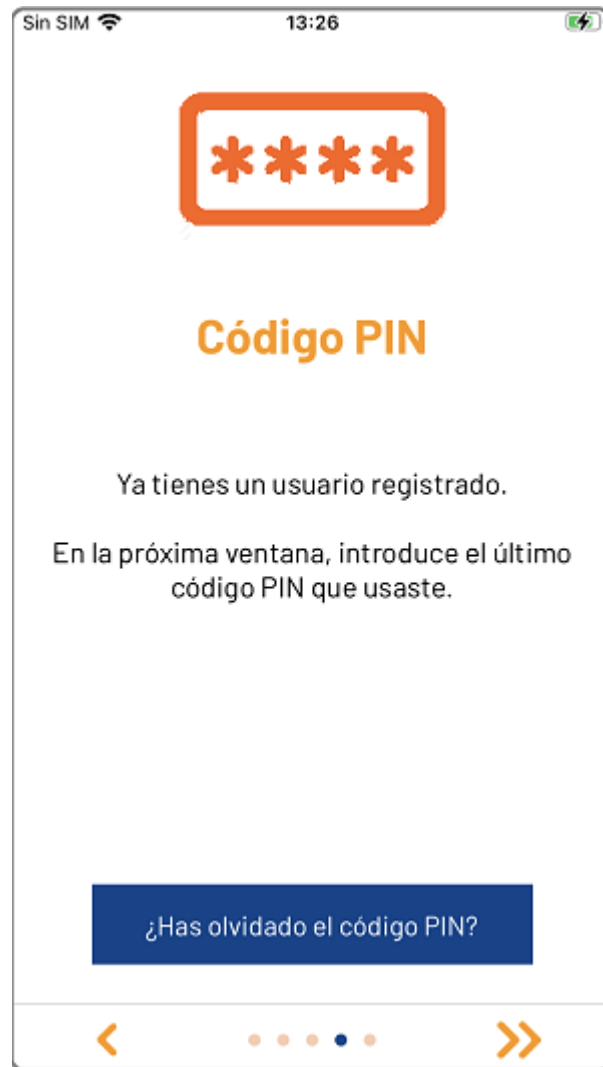 Sin SIM 13:26
****
Código PIN
Ya tienes un usuario registrado.
En la próxima ventana, introduce el último
código PIN que usaste.
¿Has olvidado el código PIN?